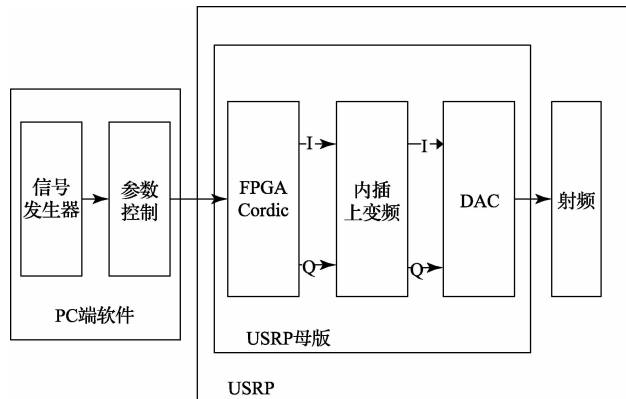 信号
发生器
参数
控制
PC端软件
FPGA
Cordic
I
Q
内插
上变频
I
Q
DAC
射频
USRP母版
USRP